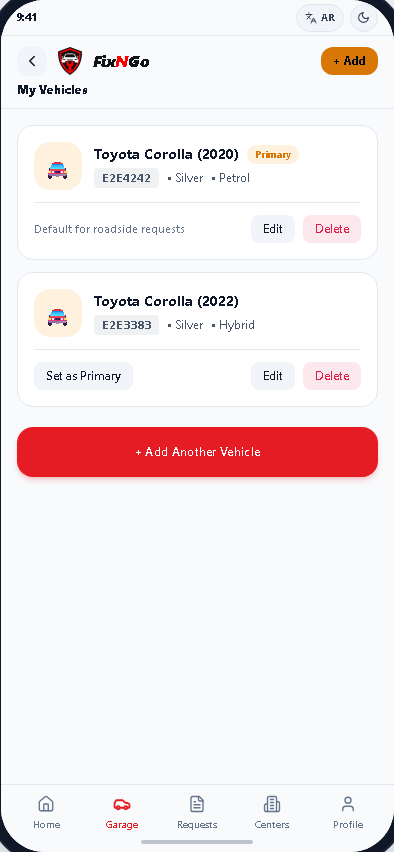 9:41
AR
FixNGo
+ Add
My Vehicles
Toyota Corolla (2020) Primary
E2E4242 • Silver • Petrol
Default for roadside requests Edit Delete
Toyota Corolla (2022)
E2E3383 • Silver • Hybrid
Set as Primary Edit Delete
+ Add Another Vehicle
Home Garage Requests Centers Profile